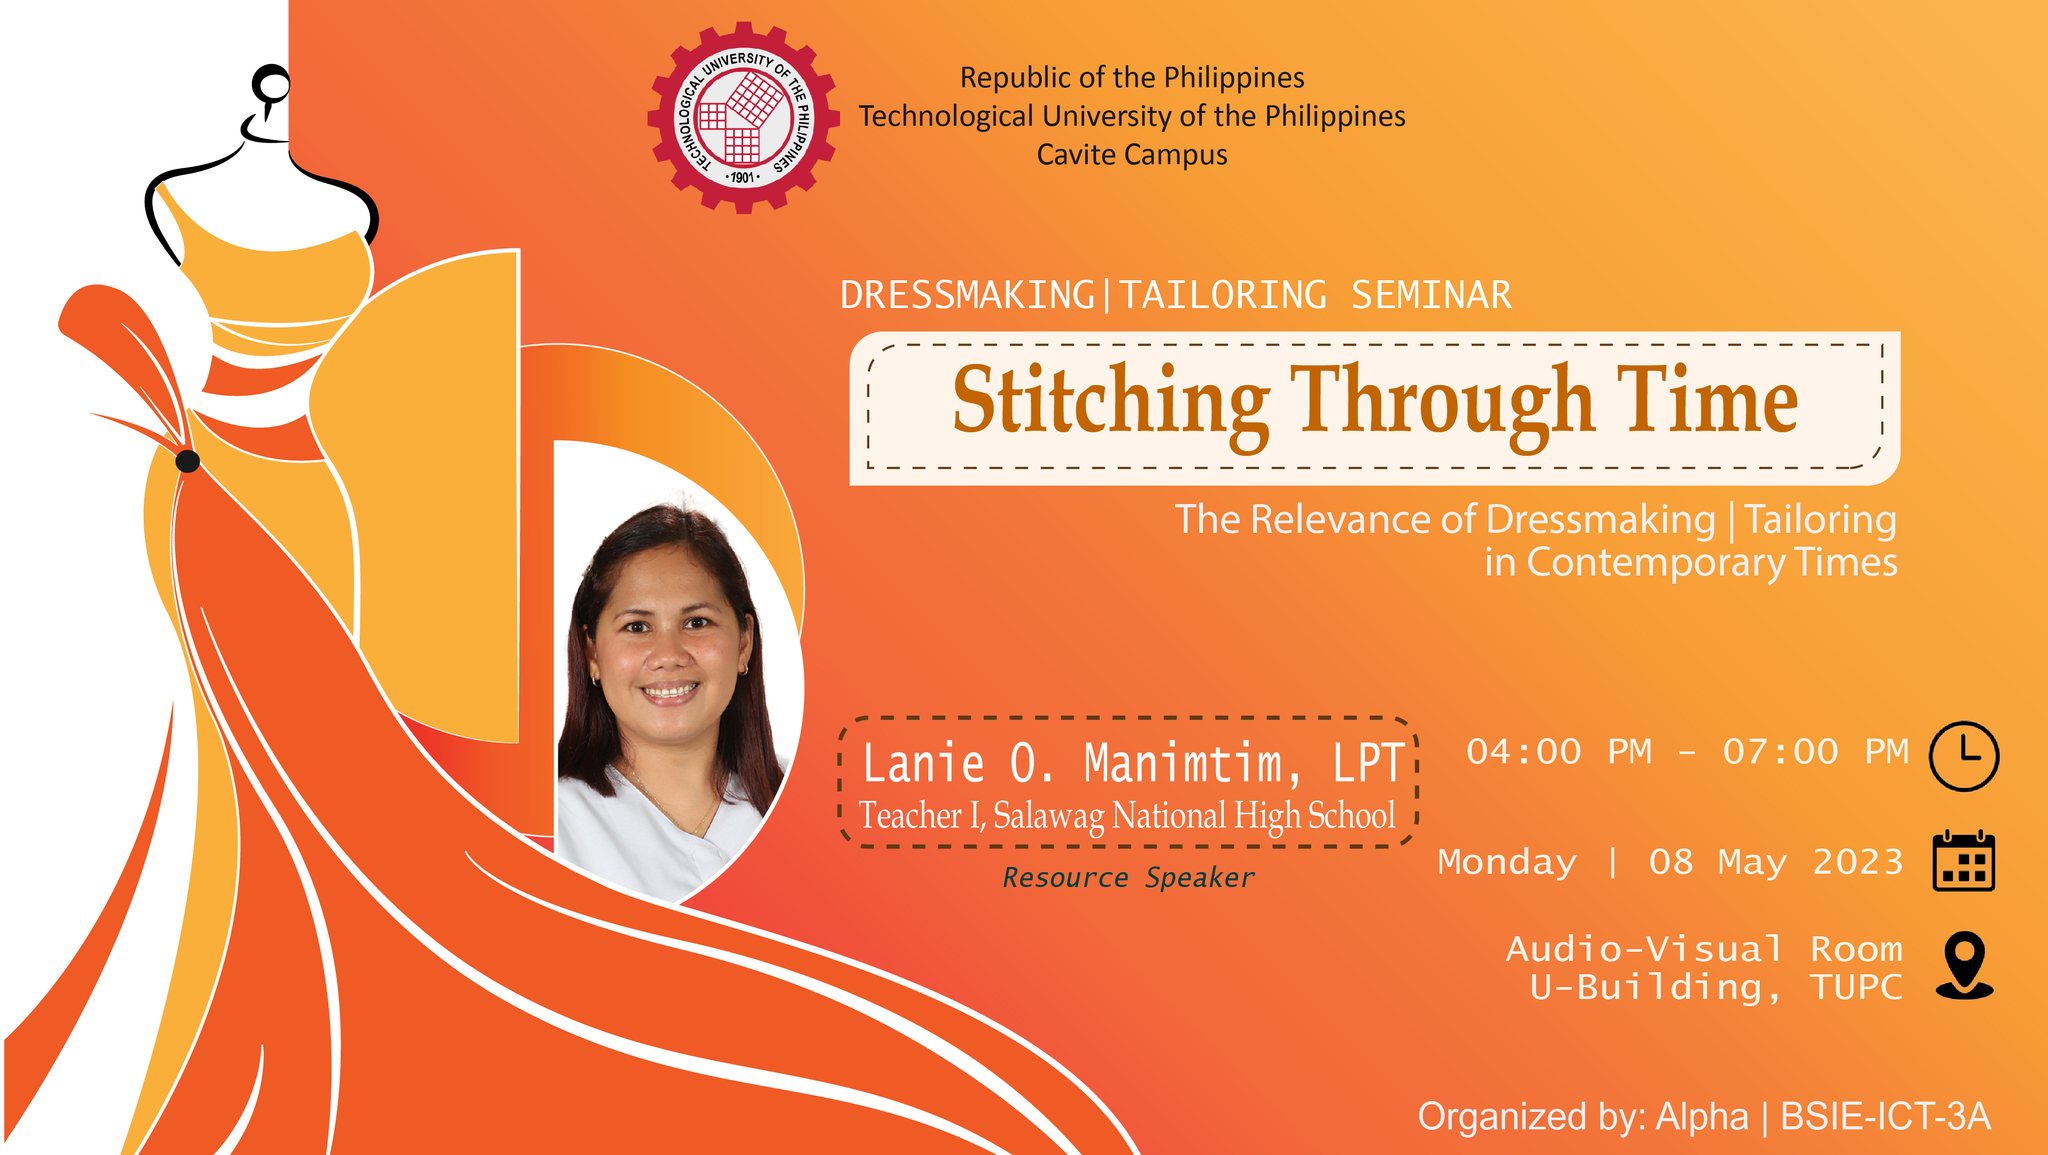 TECHNOLOGICAL UNIVERSITY OF THE PHILIPPINES
· 1901 ·
Republic of the Philippines
Technological University of the Philippines
Cavite Campus
DRESSMAKING|TAILORING SEMINAR
Stitching Through Time
The Relevance of Dressmaking | Tailoring
in Contemporary Times
Lanie O. Manimtim, LPT
Teacher I, Salawag National High School
Resource Speaker
04:00 PM - 07:00 PM
Monday | 08 May 2023
Audio-Visual Room
U-Building, TUPC
Organized by: Alpha | BSIE-ICT-3A